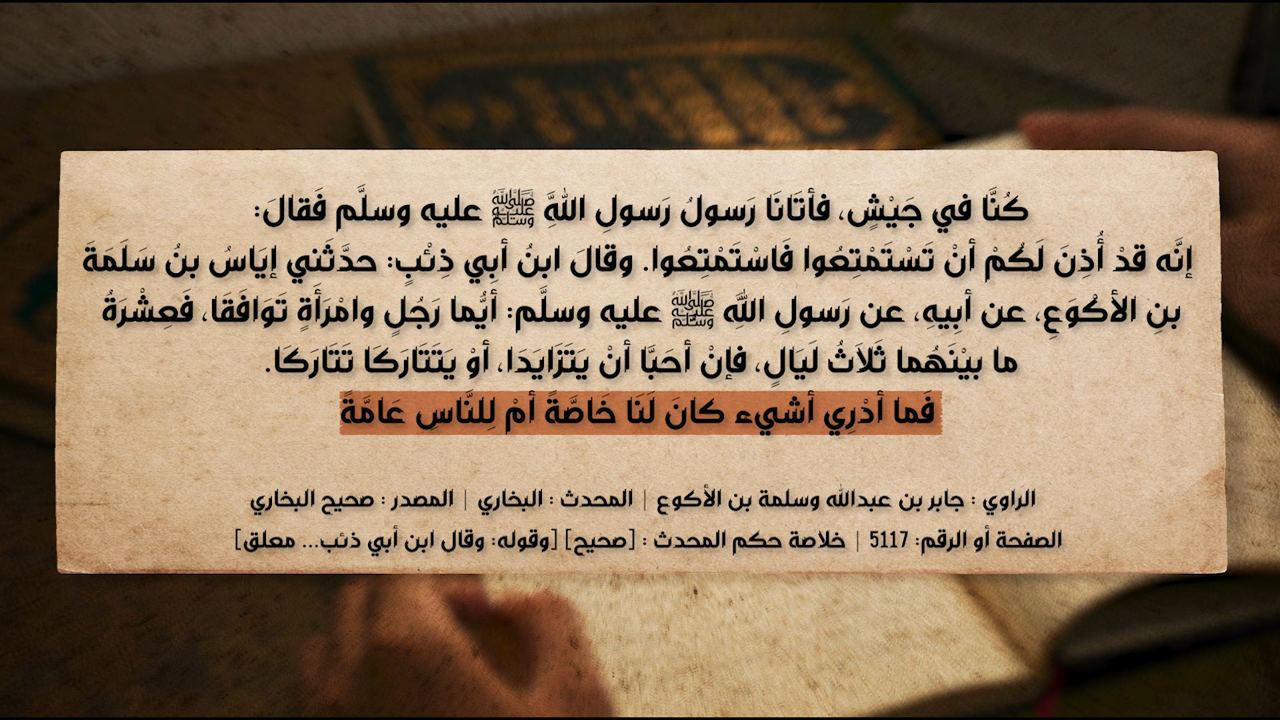 كُنَّا في جَيْشٍ، فأتَانَا رَسولُ رَسولِ اللَّهِ ﷺ عليه وسلَّم فَقالَ:
إنَّه قدْ أُذِنَ لَكُمْ أنْ تَسْتَمْتِعُوا فَاسْتَمْتِعُوا. وقالَ ابنُ أبِي ذِئْبٍ: حدَّثَني إيَاسُ بنُ سَلَمَةَ
بنِ الأكْوَعِ، عن أبِيهِ، عن رَسولِ اللَّهِ ﷺ عليه وسلَّم: أيُّما رَجُلٍ وامْرَأَةٍ تَوَافَقَا، فَعِشْرَةُ
ما بيْنَهُما ثَلَاثُ لَيَالٍ، فإنْ أحَبَّا أنْ يَتَزَايَدَا، أوْ يَتَتَارَكَا تَتَارَكَا.
فَما أدْرِي أشيء كانَ لَنَا خَاصَّةً أمْ لِلنَّاسِ عَامَّةً
الراوي : جابر بن عبدالله وسلمة بن الأكوع | المحدث : البخاري | المصدر : صحيح البخاري
الصفحة أو الرقم: 5117 | خلاصة حكم المحدث : [صحيح] [وقوله: وقال ابن أبي ذئب... معلق]